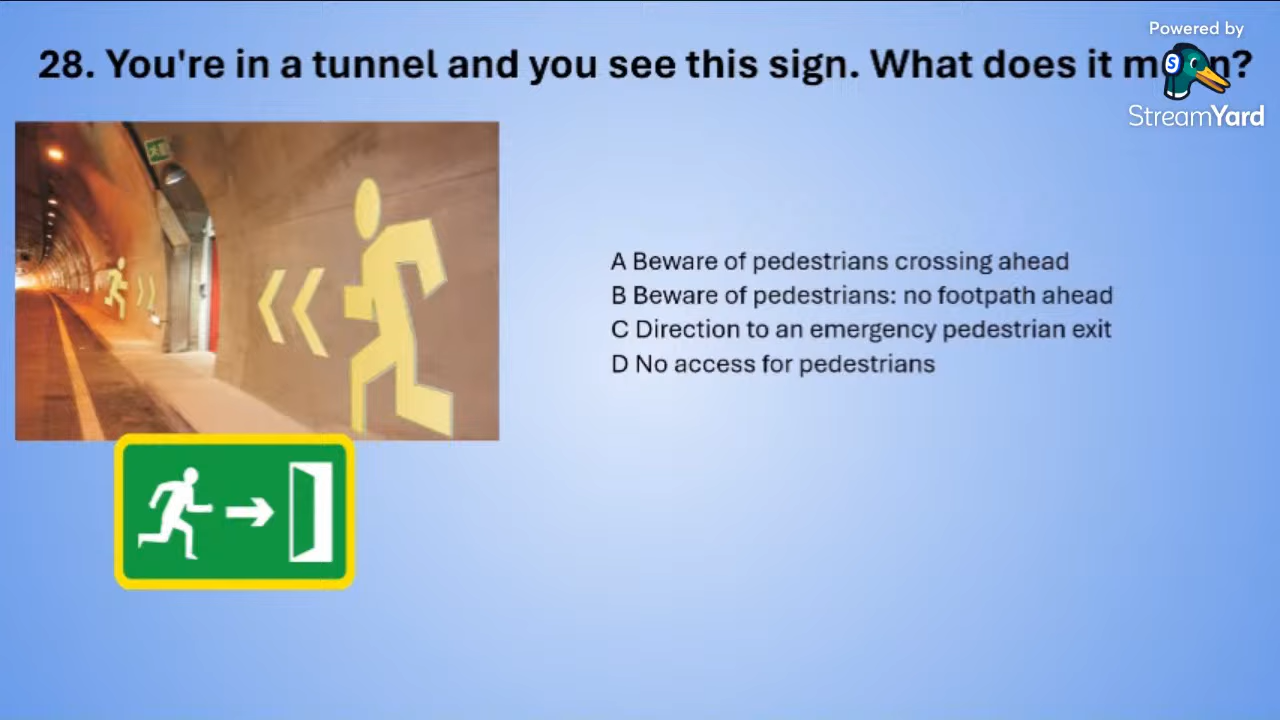 Powered by
28. You're in a tunnel and you see this sign. What does it m n?
StreamYard
A Beware of pedestrians crossing ahead
B Beware of pedestrians: no footpath ahead
C Direction to an emergency pedestrian exit
D No access for pedestrians